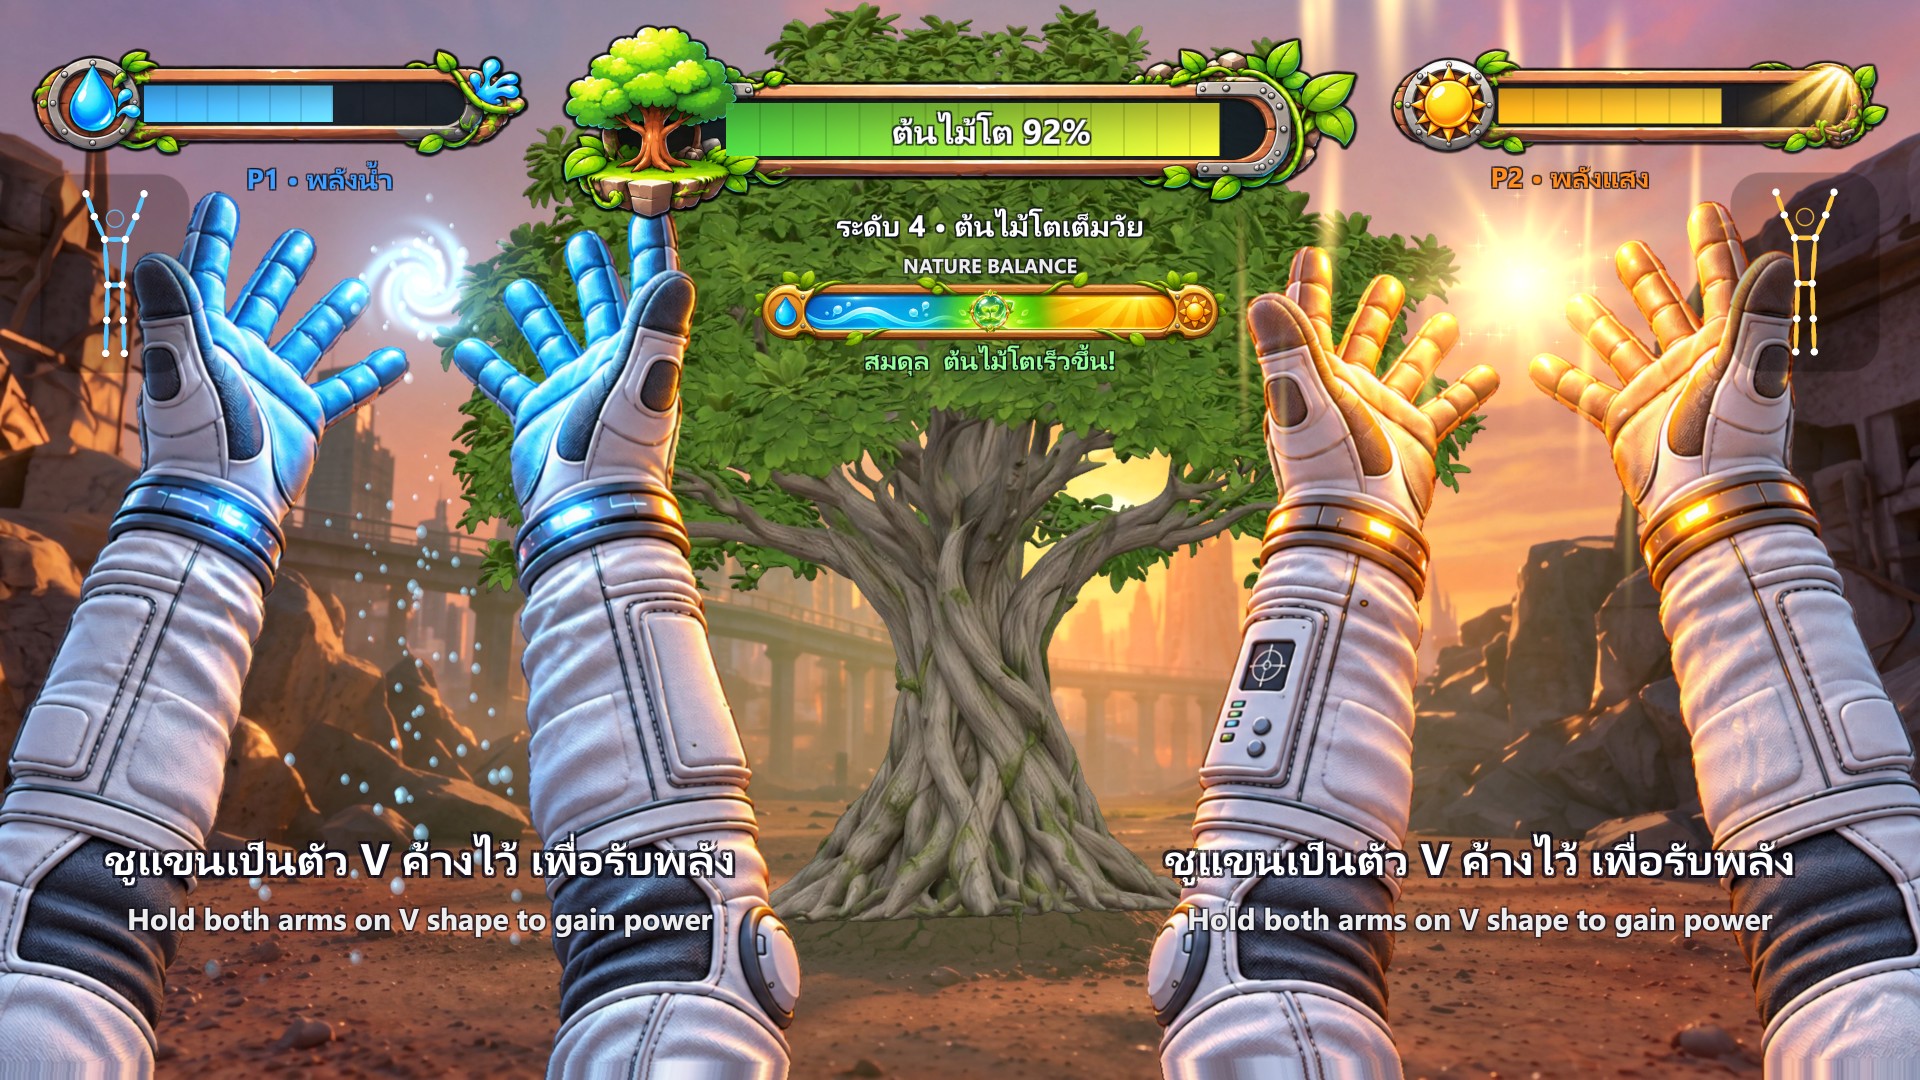 ต้นไม้โต 92%
P1 • พลังน้ำ
P2 • พลังแสง
ระดับ 4 • ต้นไม้โตเต็มวัย
NATURE BALANCE
สมดุล ต้นไม้โตเร็วขึ้น!
ชูแขนเป็นตัว V ค้างไว้ เพื่อรับพลัง
Hold both arms on V shape to gain power
ชูแขนเป็นตัว V ค้างไว้ เพื่อรับพลัง
Hold both arms on V shape to gain power